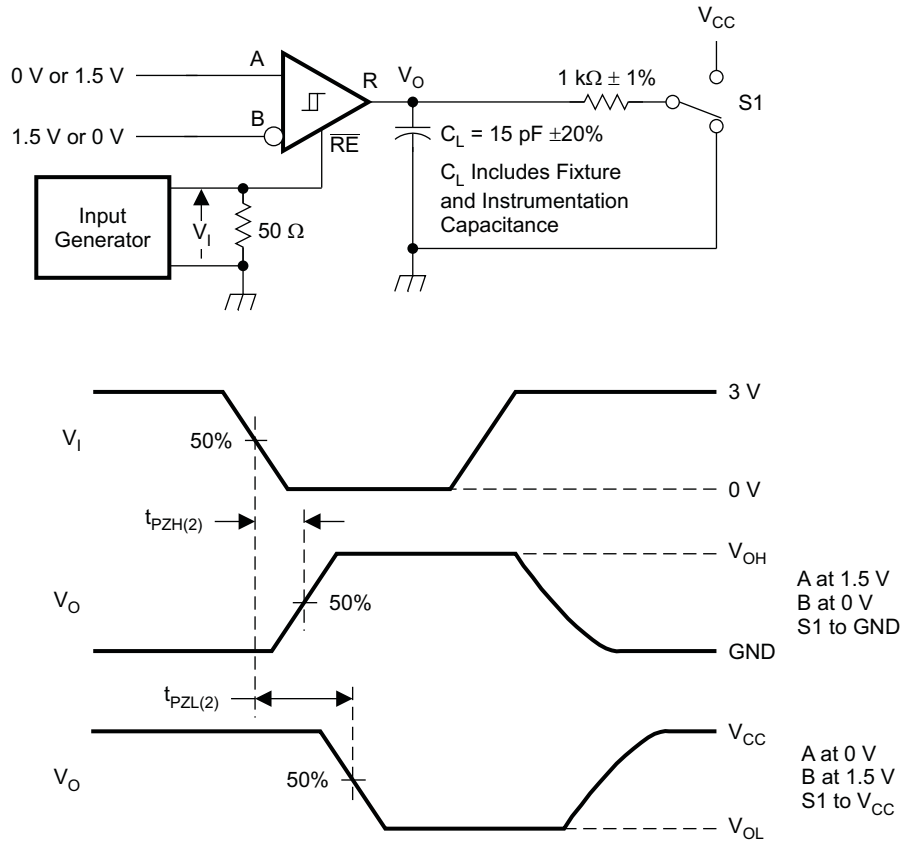 V_CC
0 V or 1.5 V
A
R
V_O
1 kΩ ± 1%
S1
1.5 V or 0 V
B
R̅E̅
C_L = 15 pF ±20%
C_L Includes Fixture
and Instrumentation
Capacitance
Input
Generator
V_I
50 Ω
3 V
V_I
50%
0 V
t_PZH(2)
V_OH
V_O
50%
A at 1.5 V
B at 0 V
S1 to GND
GND
t_PZL(2)
V_CC
V_O
50%
A at 0 V
B at 1.5 V
S1 to V_CC
V_OL